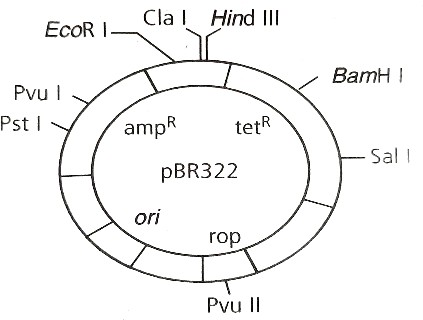 Cla I
Hind III
EcoR I
BamH I
Pvu I
Pst I
amp^R
tet^R
Sal I
pBR322
ori
rop
Pvu II